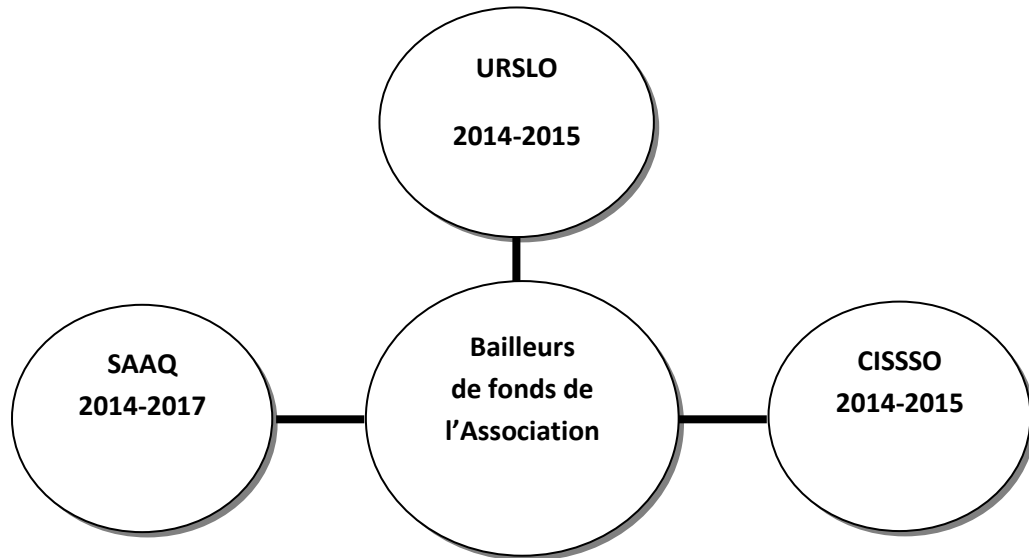 URSLO
2014-2015
SAAQ
2014-2017
Bailleurs
de fonds de
l’Association
CISSSO
2014-2015